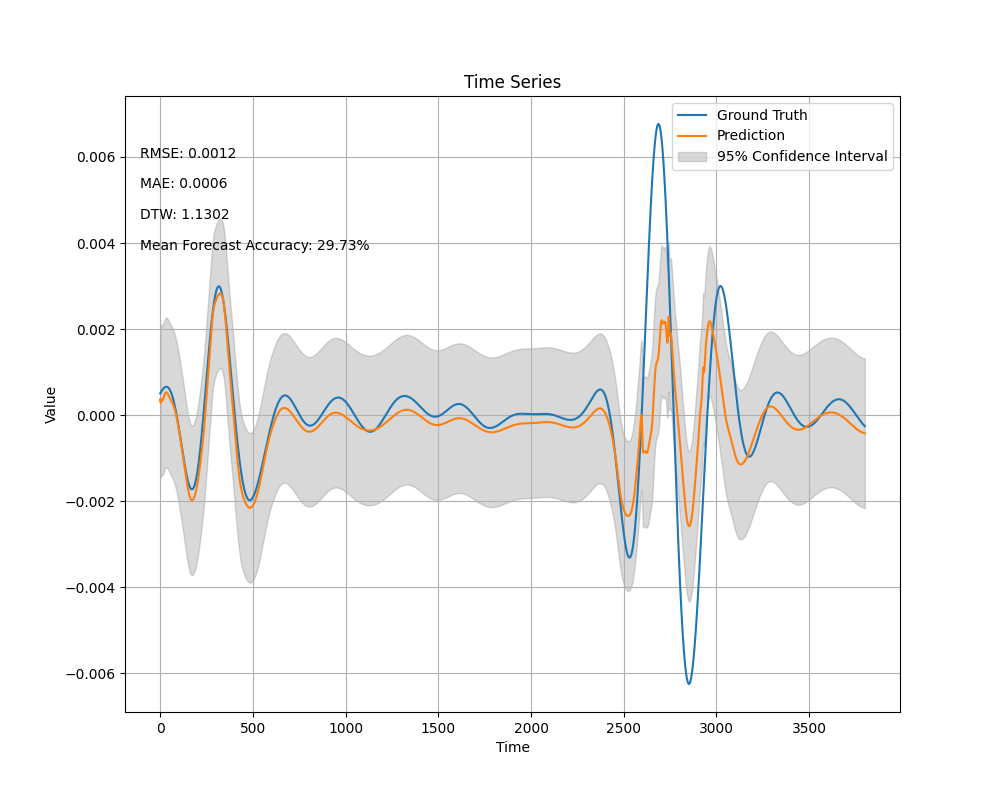 Time Series
Ground Truth
Prediction
95% Confidence Interval
RMSE: 0.0012
MAE: 0.0006
DTW: 1.1302
Mean Forecast Accuracy: 29.73%
Value
0.006
0.004
0.002
0.000
−0.002
−0.004
−0.006
0 500 1000 1500 2000 2500 3000 3500
Time